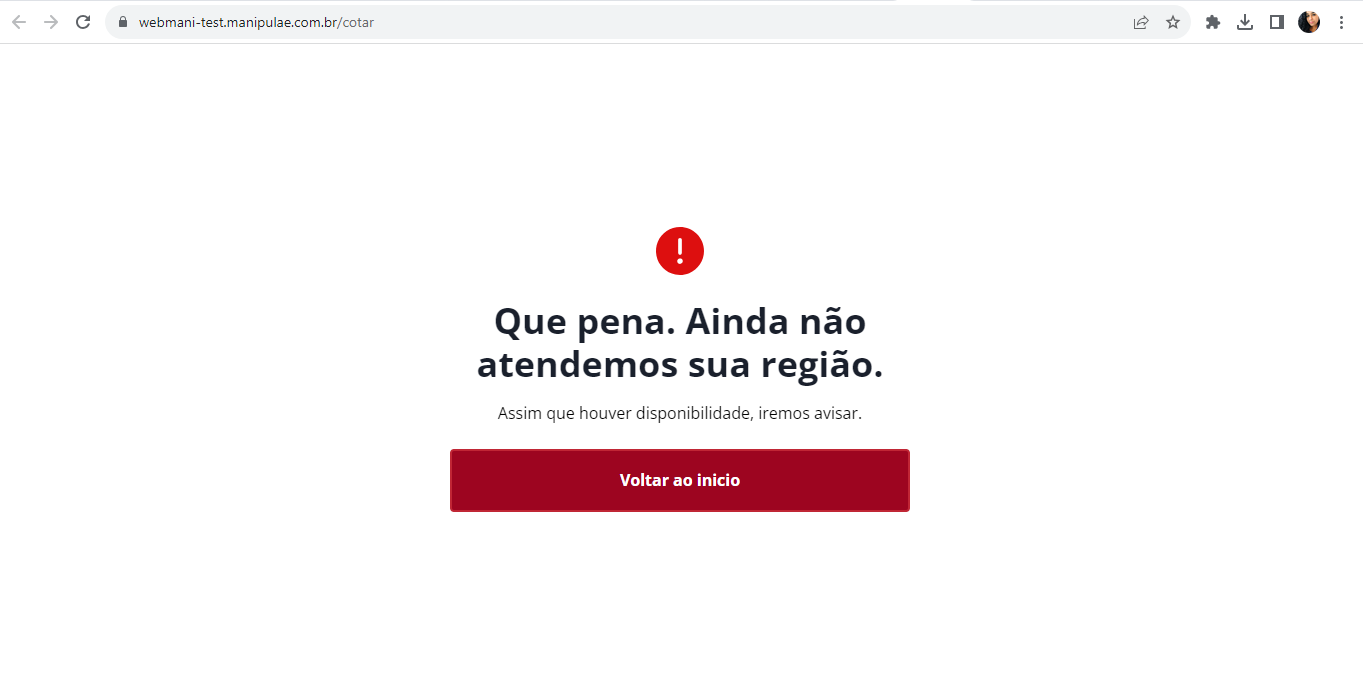 webmani-test.manipulae.com.br/cotar
Que pena. Ainda não
atendemos sua região.
Assim que houver disponibilidade, iremos avisar.
Voltar ao inicio